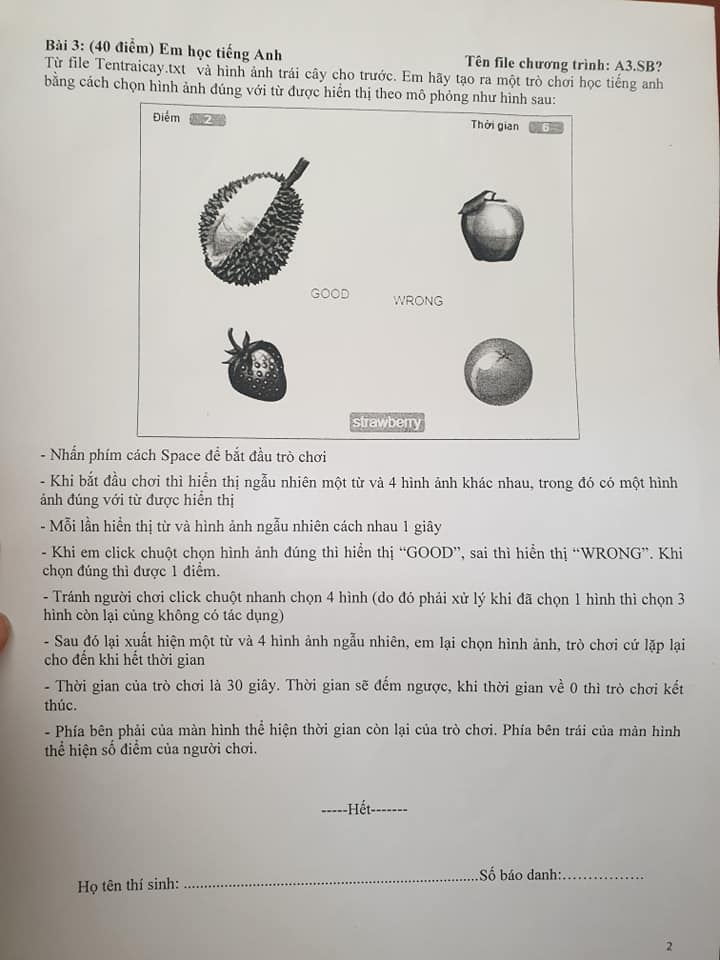 Bài 3: (40 điểm) Em học tiếng Anh Tên file chương trình: A3.SB?
Từ file Tentraicay.txt và hình ảnh trái cây cho trước. Em hãy tạo ra một trò chơi học tiếng anh
bằng cách chọn hình ảnh đúng với từ được hiển thị theo mô phỏng như hình sau:
Điểm 2 Thời gian 6
GOOD WRONG
strawberry
- Nhấn phím cách Space để bắt đầu trò chơi
- Khi bắt đầu chơi thì hiển thị ngẫu nhiên một từ và 4 hình ảnh khác nhau, trong đó có một hình
ảnh đúng với từ được hiển thị
- Mỗi lần hiển thị từ và hình ảnh ngẫu nhiên cách nhau 1 giây
- Khi em click chuột chọn hình ảnh đúng thì hiển thị “GOOD”, sai thì hiển thị “WRONG”. Khi
chọn đúng thì được 1 điểm.
- Tránh người chơi click chuột nhanh chọn 4 hình (do đó phải xử lý khi đã chọn 1 hình thì chọn 3
hình còn lại củng không có tác dụng)
- Sau đó lại xuất hiện một từ và 4 hình ảnh ngẫu nhiên, em lại chọn hình ảnh, trò chơi cứ lặp lại
cho đến khi hết thời gian
- Thời gian của trò chơi là 30 giây. Thời gian sẽ đếm ngược, khi thời gian về 0 thì trò chơi kết
thúc.
- Phía bên phải của màn hình thể hiện thời gian còn lại của trò chơi. Phía bên trái của màn hình
thể hiện số điểm của người chơi.
-----Hết-------
Họ tên thí sinh: ..................................................................Số báo danh:................
2